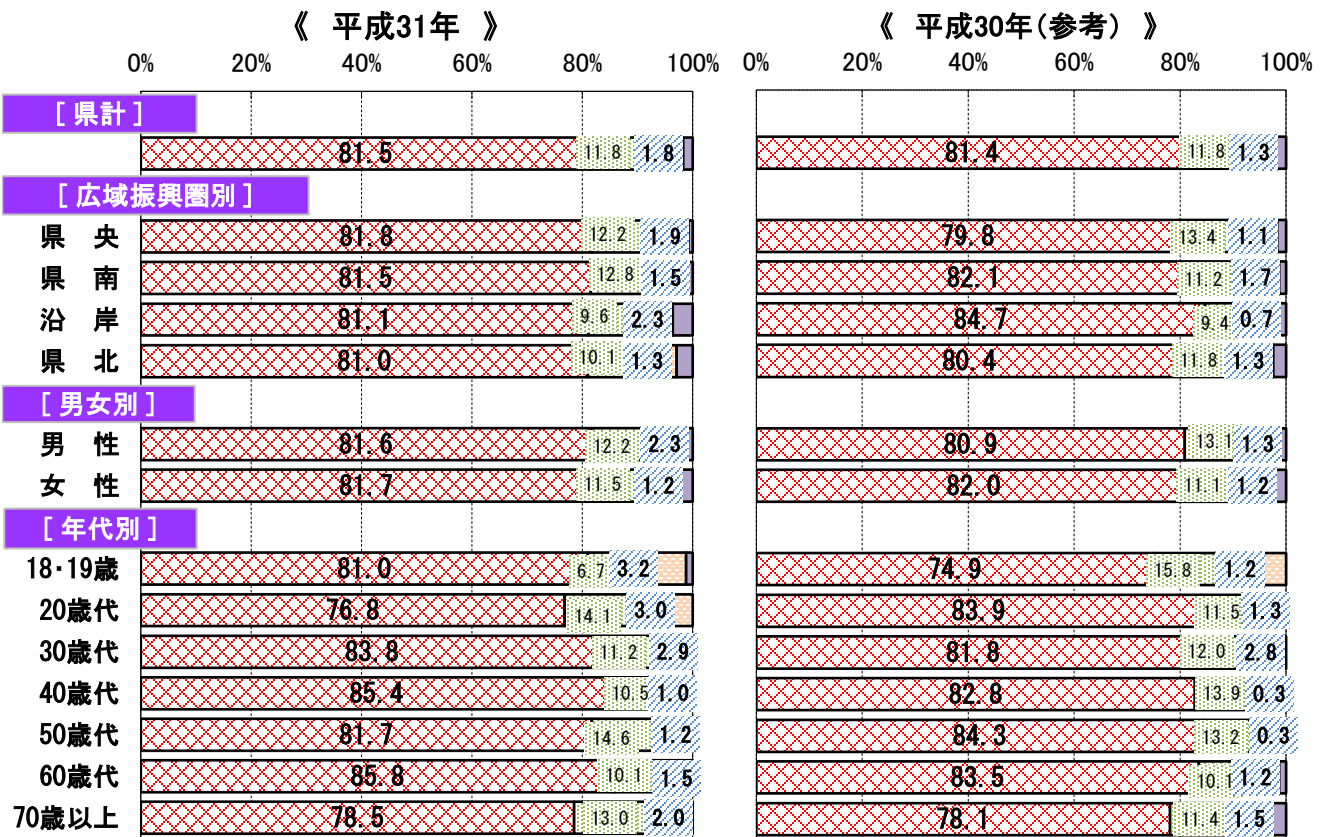 《 平成31年 》 《 平成30年(参考) 》
0% 20% 40% 60% 80% 100% 0% 20% 40% 60% 80% 100%
[ 県計 ]
81.5 11.8 1.8 81.4 11.8 1.3
[ 広域振興圏別 ]
県 央 81.8 12.2 1.9 79.8 13.4 1.1
県 南 81.5 12.8 1.5 82.1 11.2 1.7
沿 岸 81.1 9.6 2.3 84.7 9.4 0.7
県 北 81.0 10.1 1.3 80.4 11.8 1.3
[ 男女別 ]
男 性 81.6 12.2 2.3 80.9 13.1 1.3
女 性 81.7 11.5 1.2 82.0 11.1 1.2
[ 年代別 ]
18・19歳 81.0 6.7 3.2 74.9 15.8 1.2
20歳代 76.8 14.1 3.0 83.9 11.5 1.3
30歳代 83.8 11.2 2.9 81.8 12.0 2.8
40歳代 85.4 10.5 1.0 82.8 13.9 0.3
50歳代 81.7 14.6 1.2 84.3 13.2 0.3
60歳代 85.8 10.1 1.5 83.5 10.1 1.2
70歳以上 78.5 13.0 2.0 78.1 11.4 1.5